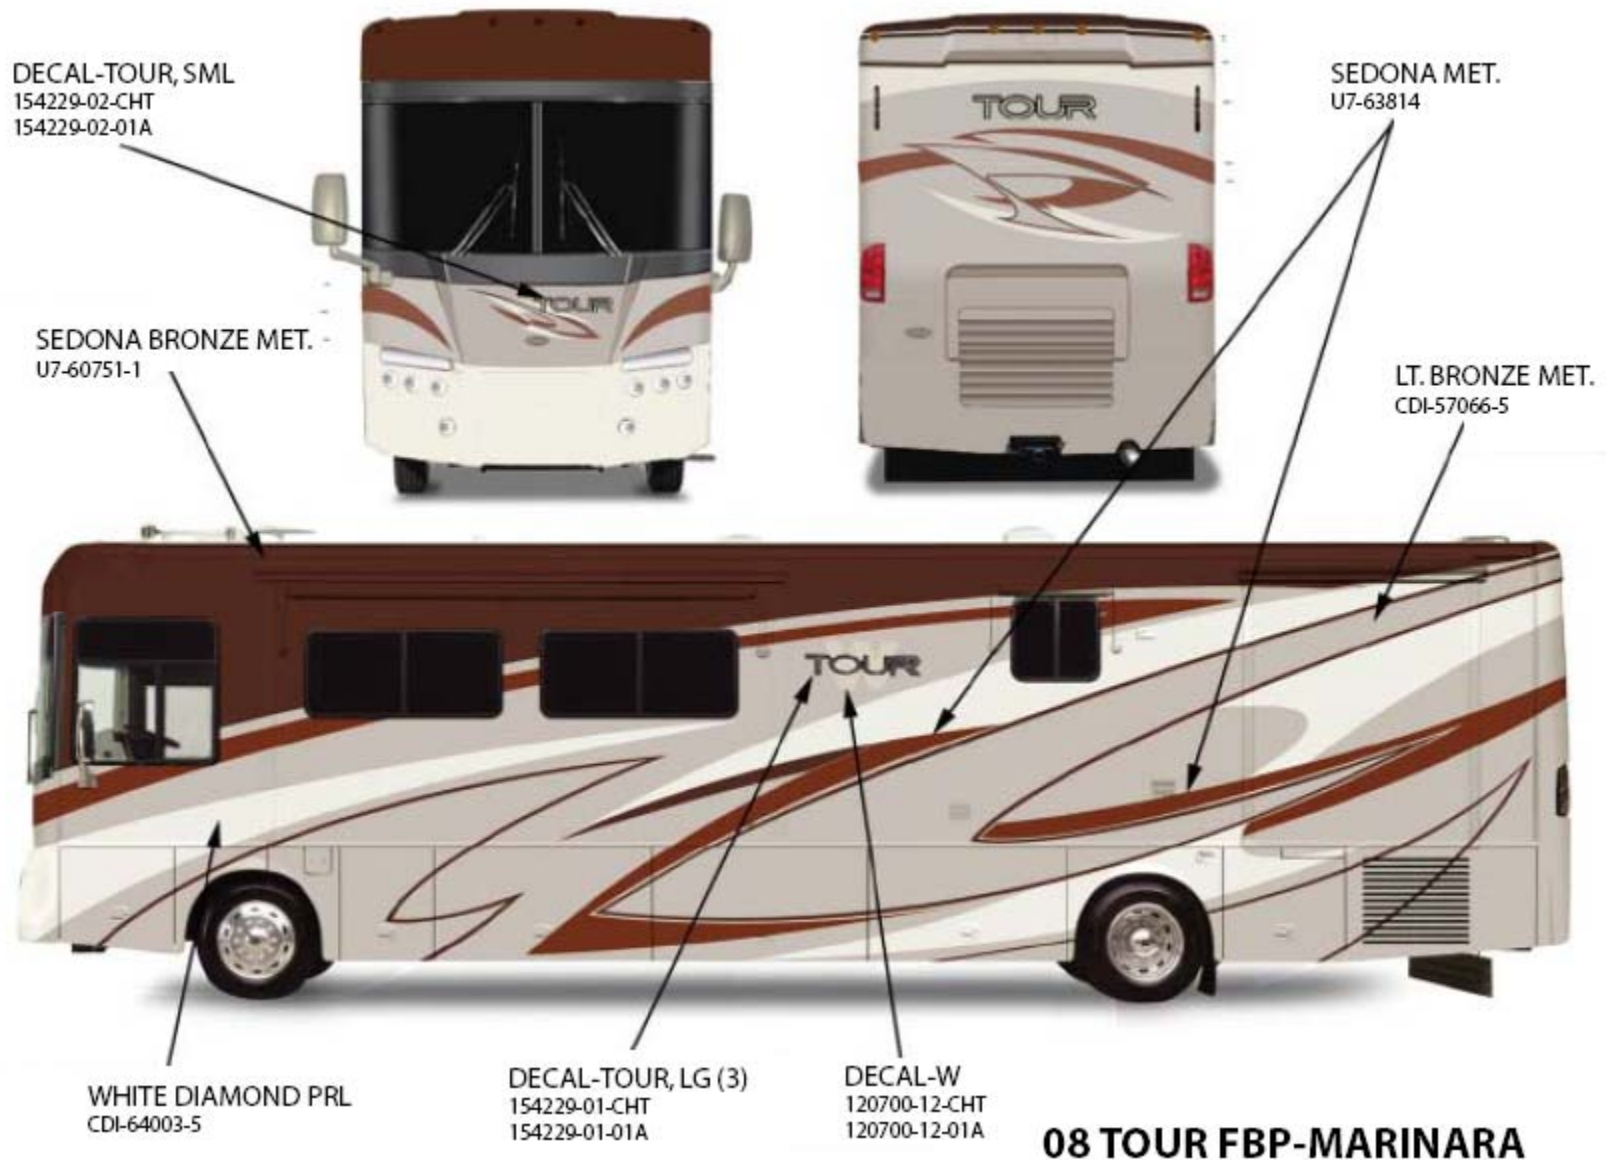 DECAL-TOUR, SML
154229-02-CHT
154229-02-01A
TOUR
SEDONA MET.
U7-63814
TOUR
SEDONA BRONZE MET.
U7-60751-1
LT. BRONZE MET.
CDI-57066-5
TOUR
WHITE DIAMOND PRL
CDI-64003-5
DECAL-TOUR, LG (3)
154229-01-CHT
154229-01-01A
DECAL-W
120700-12-CHT
120700-12-01A
08 TOUR FBP-MARINARA